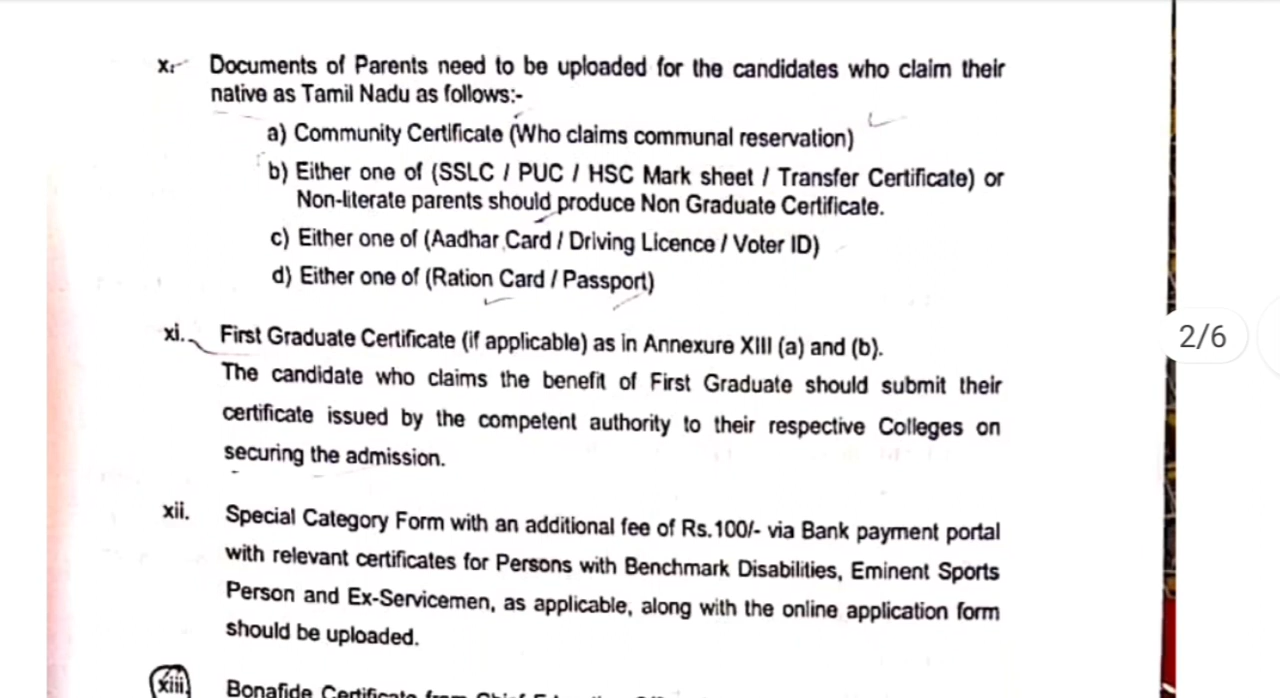 x. Documents of Parents need to be uploaded for the candidates who claim their
native as Tamil Nadu as follows:-
a) Community Certificate (Who claims communal reservation)
b) Either one of (SSLC / PUC / HSC Mark sheet / Transfer Certificate) or
Non-literate parents should produce Non Graduate Certificate.
c) Either one of (Aadhar Card / Driving Licence / Voter ID)
d) Either one of (Ration Card / Passport)
xi. First Graduate Certificate (if applicable) as in Annexure XIII (a) and (b).
The candidate who claims the benefit of First Graduate should submit their
certificate issued by the competent authority to their respective Colleges on
securing the admission.
2/6
xii. Special Category Form with an additional fee of Rs.100/- via Bank payment portal
with relevant certificates for Persons with Benchmark Disabilities, Eminent Sports
Person and Ex-Servicemen, as applicable, along with the online application form
should be uploaded.
xiii Bonafide Certificate from Chief